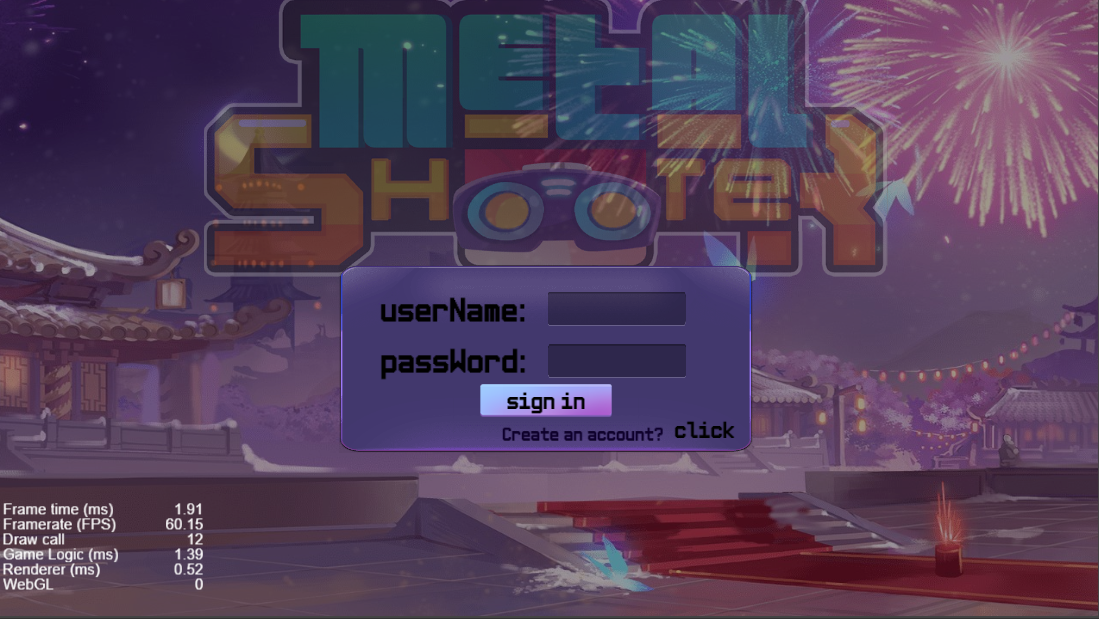 METAL
SHOOTER
userName:
passWord:
sign in
Create an account? click
Frame time (ms) 1.91
Framerate (FPS) 60.15
Draw call 12
Game Logic (ms) 1.39
Renderer (ms) 0.52
WebGL 0